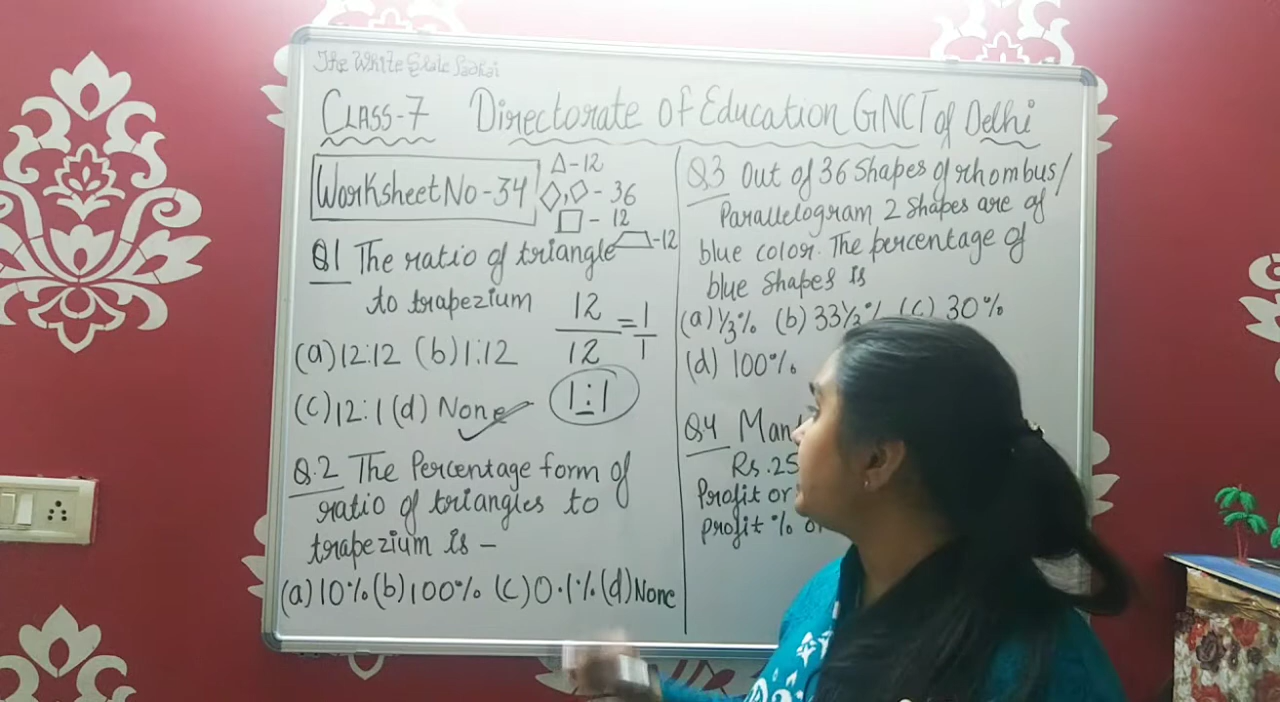 The White Slate Padhai
CLASS-7 Directorate of Education GNCT of Delhi
Worksheet No-34
△-12
◇,◇-36
□-12
⏢-12
Q1 The ratio of triangle
to trapezium
12/12=1/1
(a)12:12 (b)1:12
(c)12:1(d) None
1:1
Q.2 The Percentage form of
ratio of triangles to
trapezium is -
(a)10%(b)100% (c)0.1%(d)None
Q3 Out of 36 Shapes of rhombus/
Parallelogram 2 shapes are of
blue color. The percentage of
blue Shapes is
(a)1/3% (b)33 1/3% (c) 30%
(d) 100%
Q4
Rs.25
Profit or
profit %